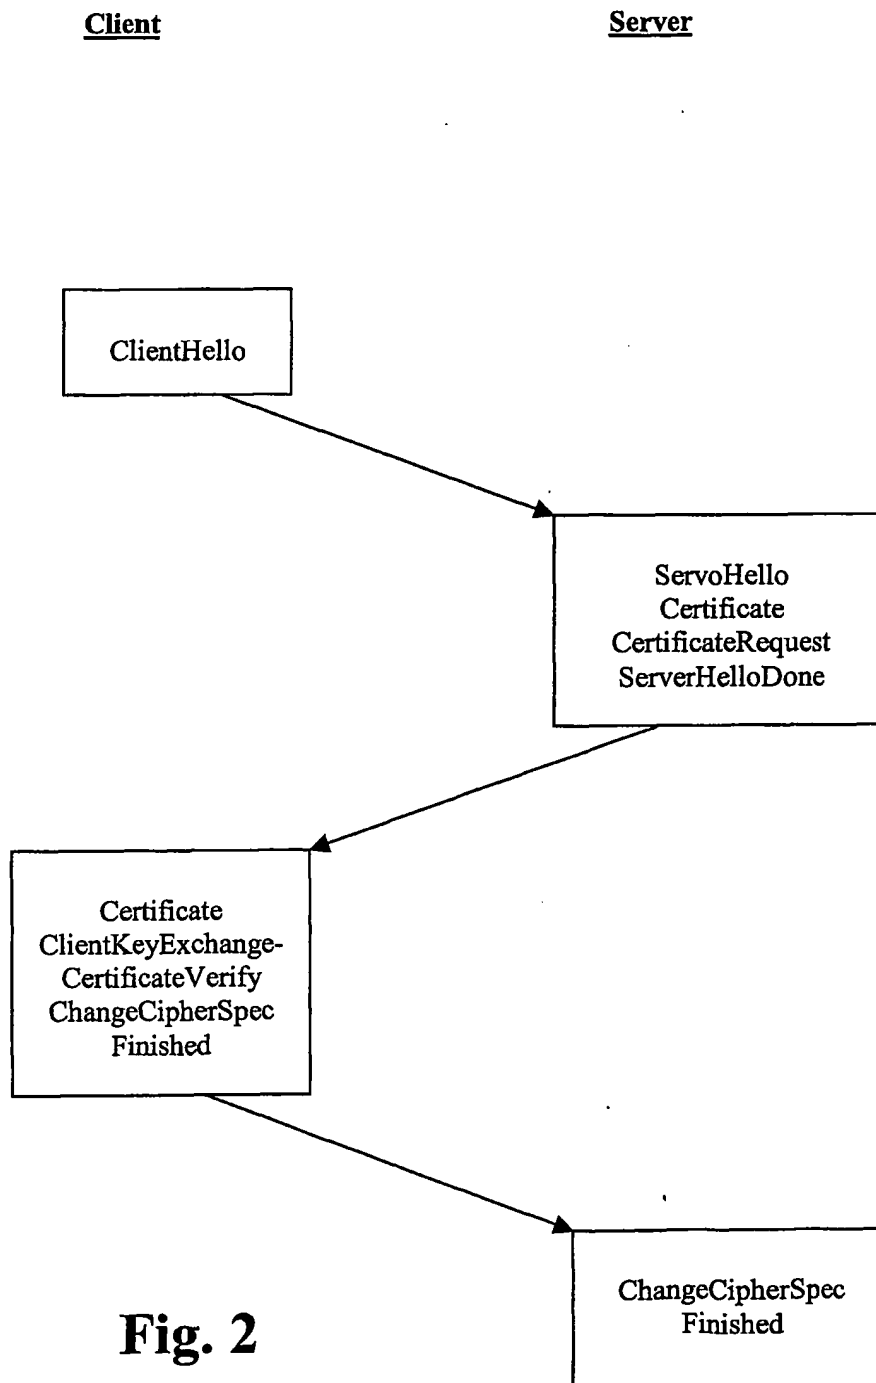 Client
Server
ClientHello
ServoHello
Certificate
CertificateRequest
ServerHelloDone
Certificate
ClientKeyExchange-
CertificateVerify
ChangeCipherSpec
Finished
ChangeCipherSpec
Finished
Fig. 2